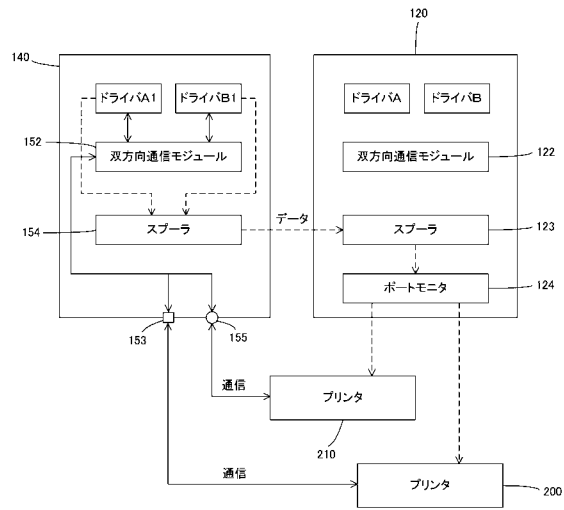 120
140
ドライバA1
ドライバB1
ドライバA
ドライバB
152
双方向通信モジュール
双方向通信モジュール
122
データ
154
スプーラ
スプーラ
123
ポートモニタ
124
153
155
通信
プリンタ
210
通信
プリンタ
200